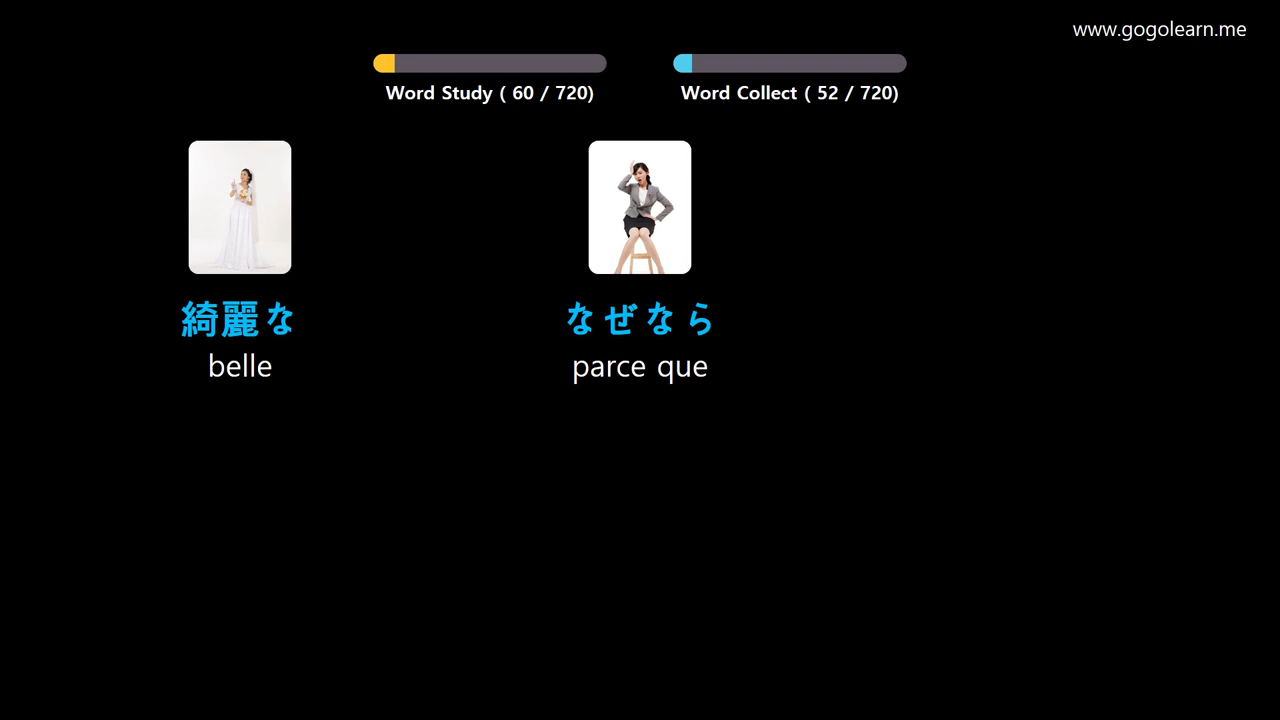 www.gogolearn.me
Word Study ( 60 / 720)
Word Collect ( 52 / 720)
綺麗な
belle
なぜなら
parce que